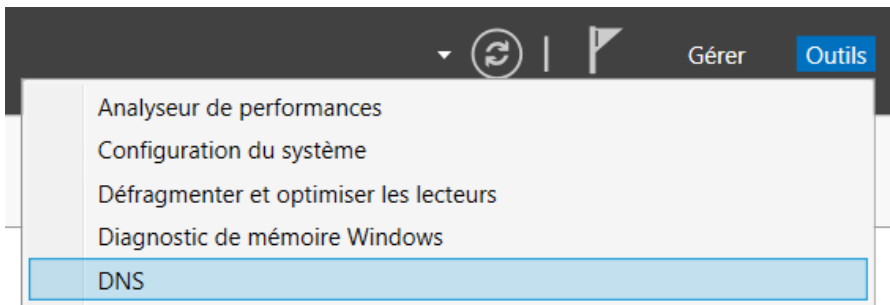 Gérer Outils
Analyseur de performances
Configuration du système
Défragmenter et optimiser les lecteurs
Diagnostic de mémoire Windows
DNS